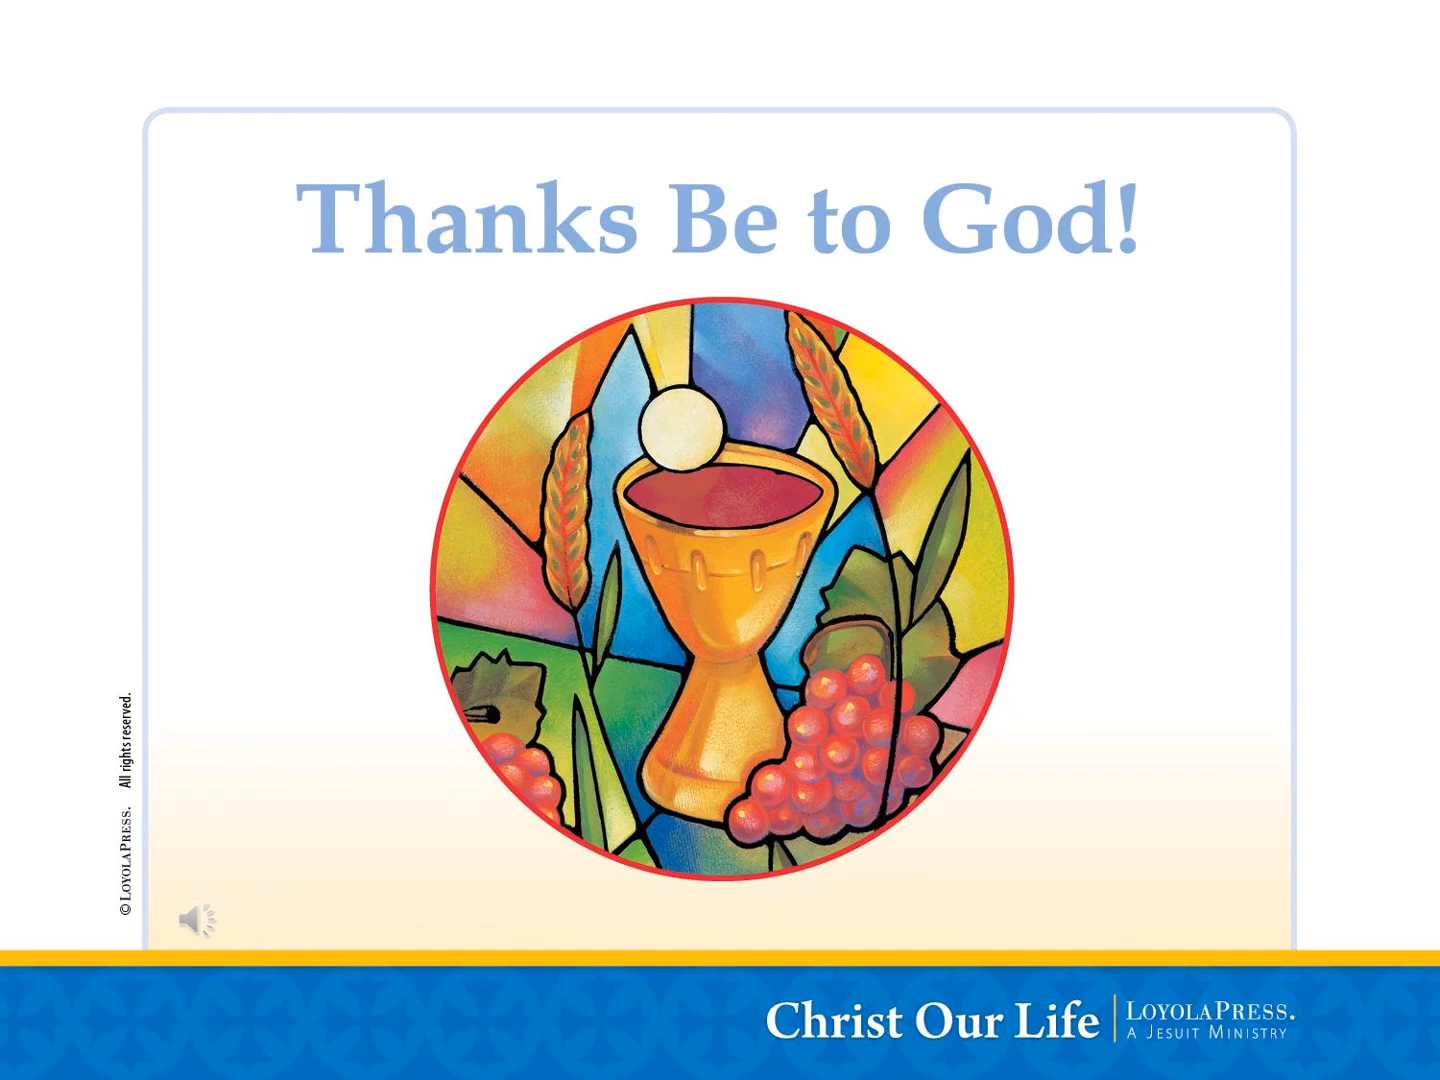 Thanks Be to God!
© LOYOLAPRESS. All rights reserved.
Christ Our Life
LOYOLAPRESS.
A JESUIT MINISTRY